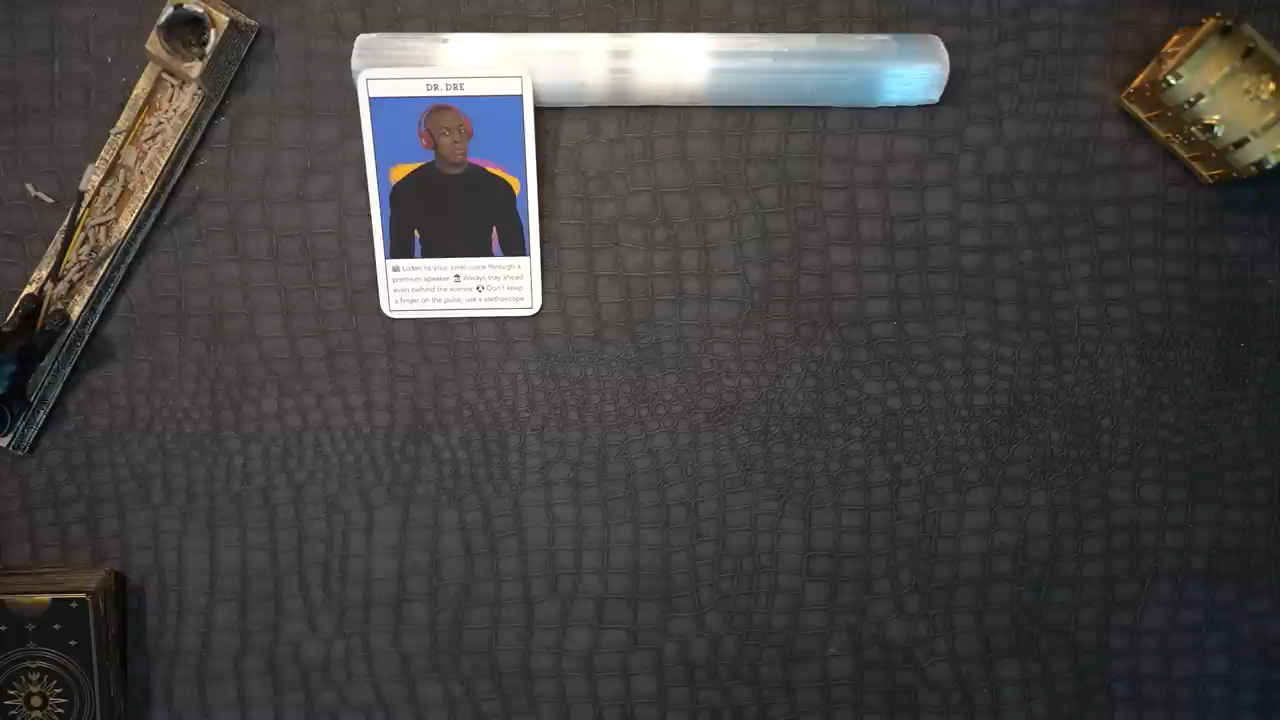 DR. DRE
Listen to your inner-voice through a
premium speaker Always stay ahead
even behind the scenes Don't keep
a finger on the pulse, use a stethoscope